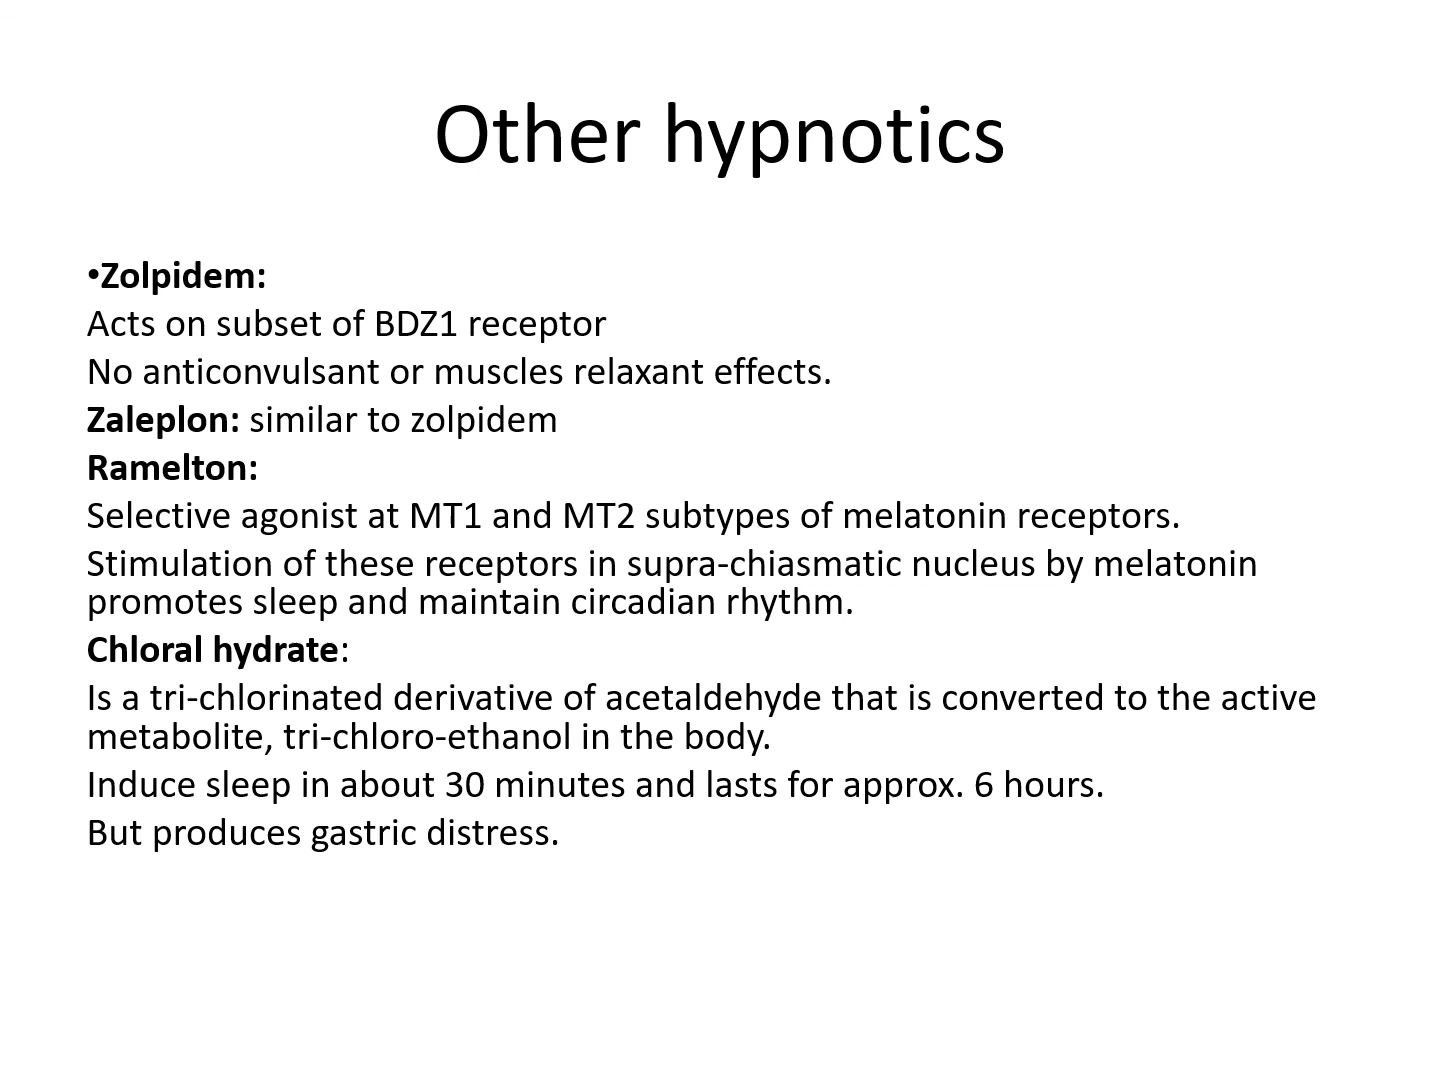 Other hypnotics
•Zolpidem:
Acts on subset of BDZ1 receptor
No anticonvulsant or muscles relaxant effects.
Zaleplon: similar to zolpidem
Ramelton:
Selective agonist at MT1 and MT2 subtypes of melatonin receptors.
Stimulation of these receptors in supra-chiasmatic nucleus by melatonin
promotes sleep and maintain circadian rhythm.
Chloral hydrate:
Is a tri-chlorinated derivative of acetaldehyde that is converted to the active
metabolite, tri-chloro-ethanol in the body.
Induce sleep in about 30 minutes and lasts for approx. 6 hours.
But produces gastric distress.